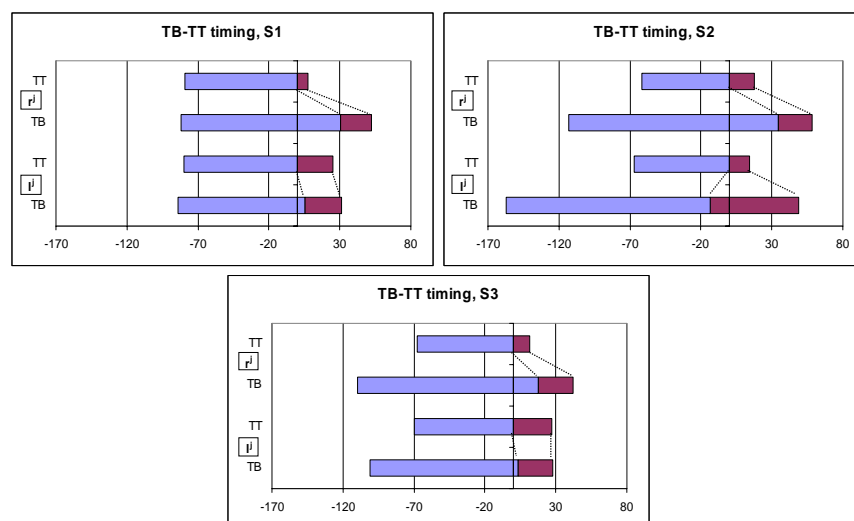 TB-TT timing, S1
TT
rʲ
TB
TT
lʲ
TB
-170 -120 -70 -20 30 80
TB-TT timing, S2
TT
rʲ
TB
TT
lʲ
TB
-170 -120 -70 -20 30 80
TB-TT timing, S3
TT
rʲ
TB
TT
lʲ
TB
-170 -120 -70 -20 30 80